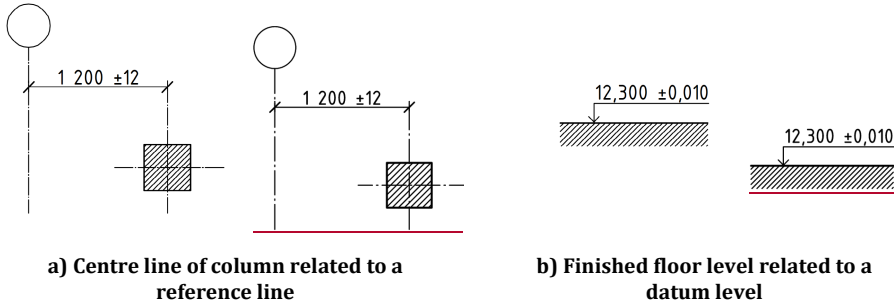 1 200 ±12
1 200 ±12
12,300 ±0,010
12,300 ±0,010
a) Centre line of column related to a
reference line
b) Finished floor level related to a
datum level